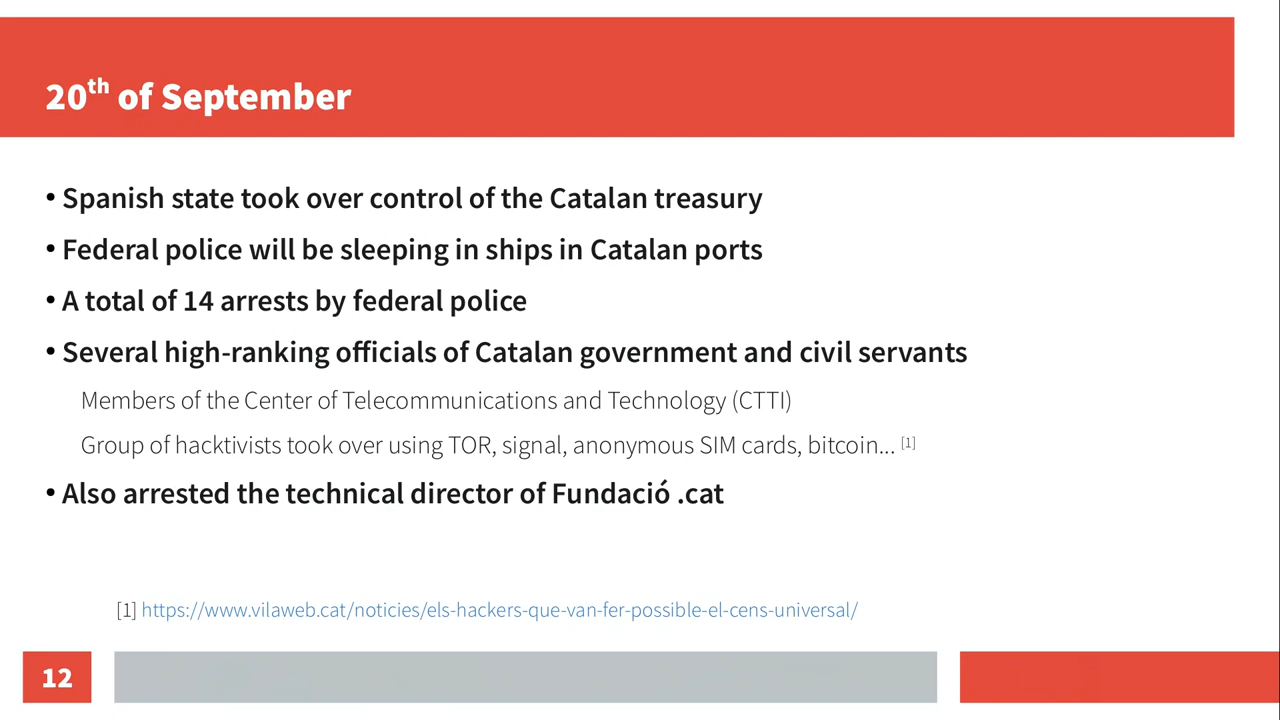 20th of September
• Spanish state took over control of the Catalan treasury
• Federal police will be sleeping in ships in Catalan ports
• A total of 14 arrests by federal police
• Several high-ranking officials of Catalan government and civil servants
Members of the Center of Telecommunications and Technology (CTTI)
Group of hacktivists took over using TOR, signal, anonymous SIM cards, bitcoin... [1]
• Also arrested the technical director of Fundació .cat
[1] https://www.vilaweb.cat/noticies/els-hackers-que-van-fer-possible-el-cens-universal/
12